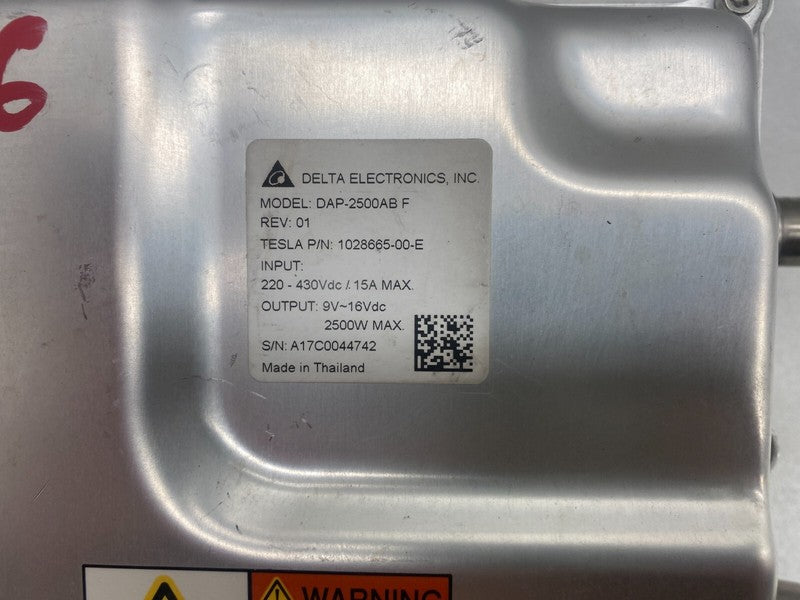 6
DELTA ELECTRONICS, INC.
MODEL: DAP-2500AB F
REV: 01
TESLA P/N: 1028665-00-E
INPUT:
220 - 430Vdc / 15A MAX.
OUTPUT: 9V~16Vdc
2500W MAX.
S/N: A17C0044742
Made in Thailand
WARNING